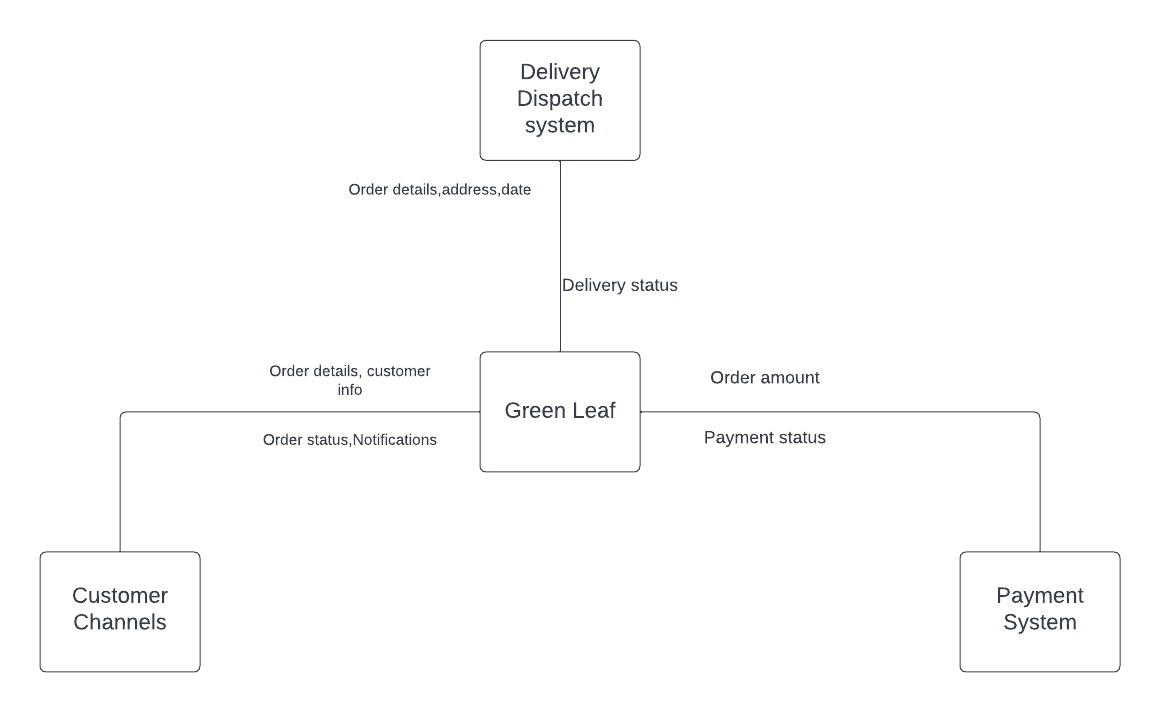 Delivery
Dispatch
system
Order details,address,date
Delivery status
Order details, customer
info
Order amount
Green Leaf
Order status,Notifications
Payment status
Customer
Channels
Payment
System